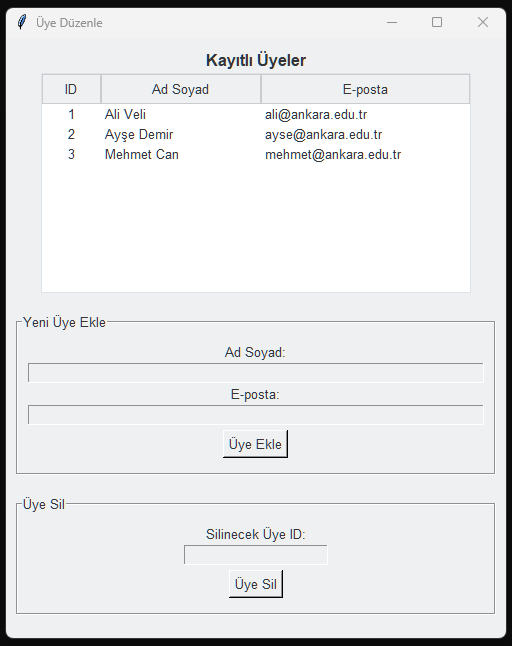 Üye Düzenle
Kayıtlı Üyeler
ID Ad Soyad E-posta
1 Ali Veli ali@ankara.edu.tr
2 Ayşe Demir ayse@ankara.edu.tr
3 Mehmet Can mehmet@ankara.edu.tr
Yeni Üye Ekle
Ad Soyad:
E-posta:
Üye Ekle
Üye Sil
Silinecek Üye ID:
Üye Sil